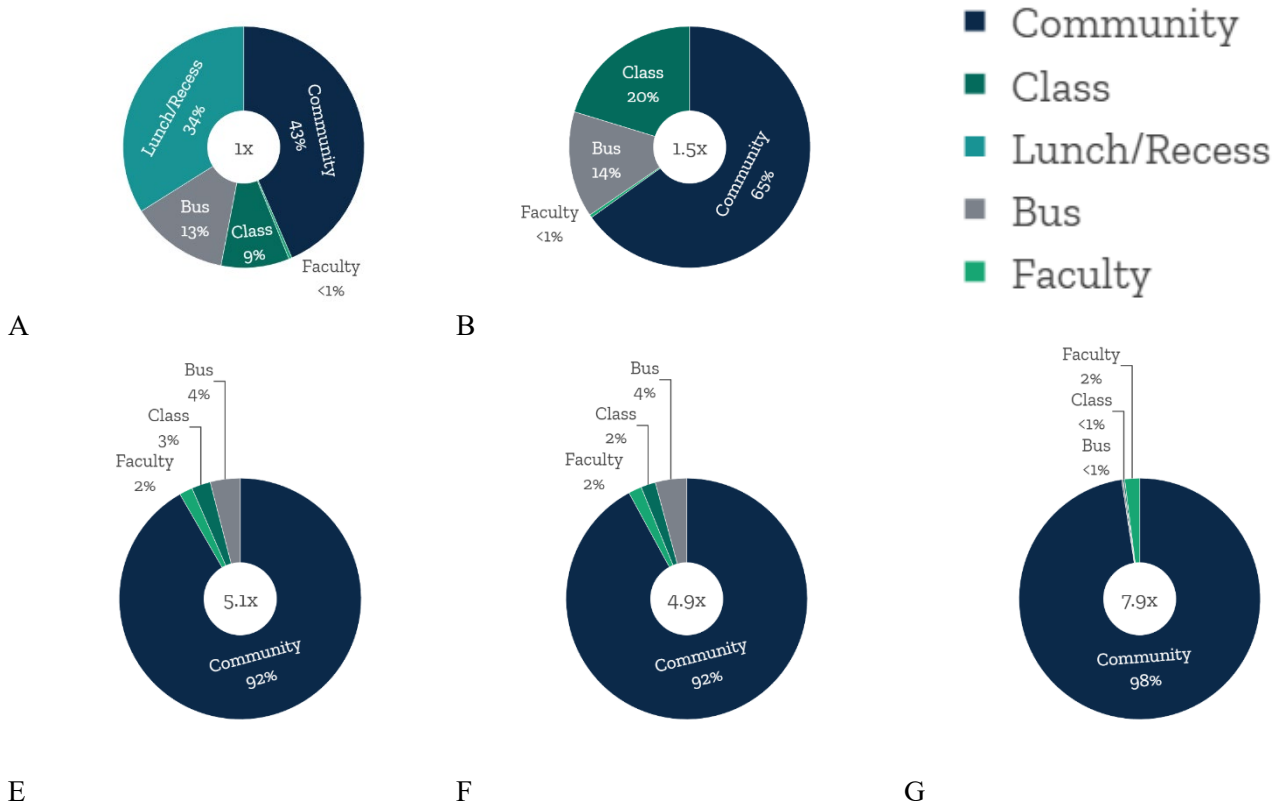 Lunch/Recess
34%
Community
43%
1x
Bus
13%
Class
9%
Faculty
<1%
A
Class
20%
Bus
14%
1.5x
Community
65%
Faculty
<1%
B
Community
Class
Lunch/Recess
Bus
Faculty
Bus
4%
Class
3%
Faculty
2%
5.1x
Community
92%
E
Bus
4%
Class
2%
Faculty
2%
4.9x
Community
92%
F
Faculty
2%
Class
<1%
Bus
<1%
7.9x
Community
98%
G